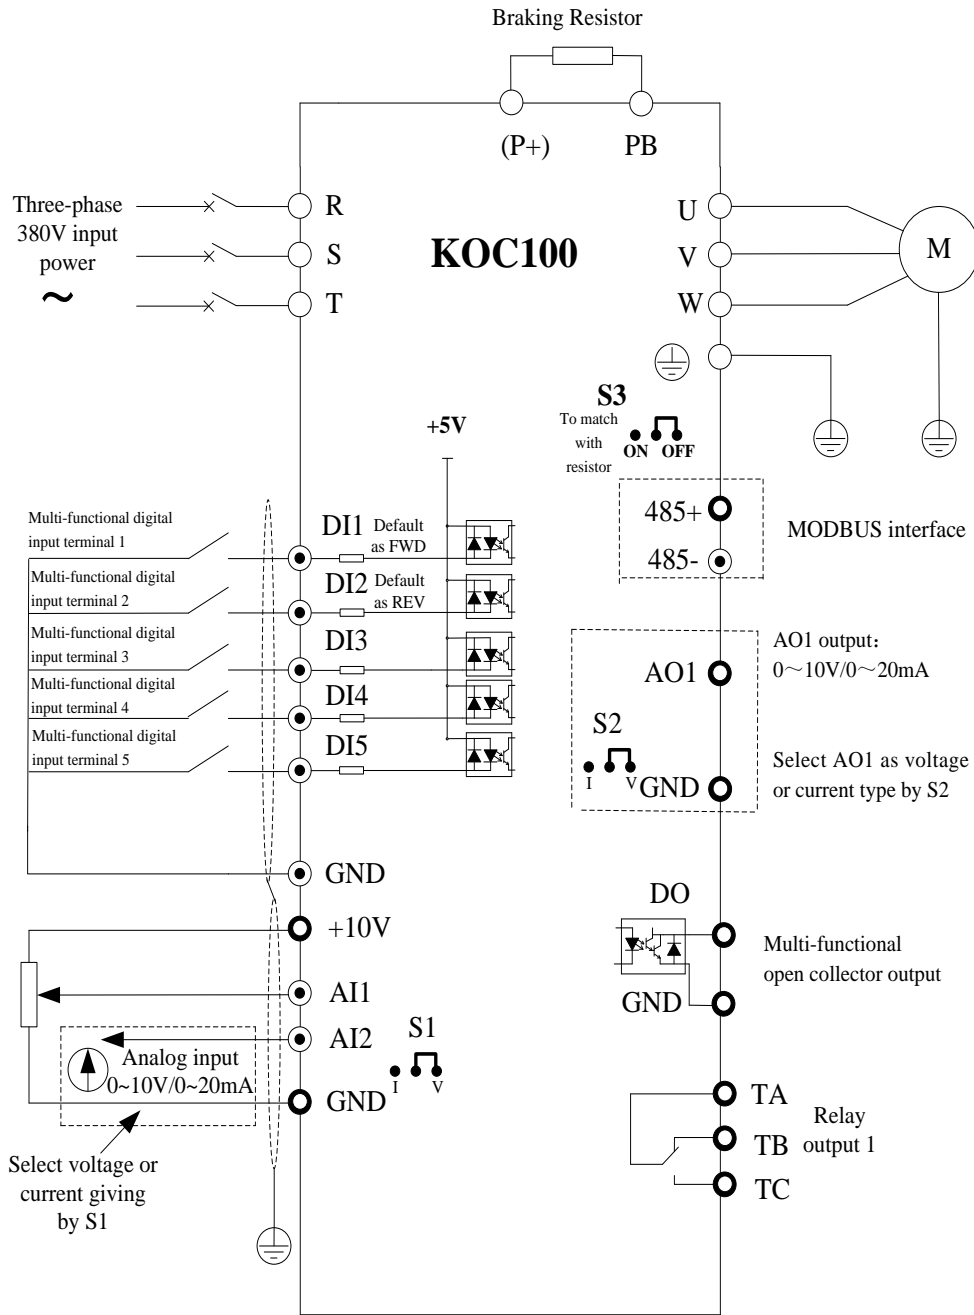 Braking Resistor
(P+)
PB
Three-phase
380V input
power
~
R
S
T
KOC100
U
V
W
M
S3
To match
with
resistor
ON
OFF
+5V
485+
485-
MODBUS interface
Multi-functional digital
input terminal 1
DI1
Default
as FWD
Multi-functional digital
input terminal 2
DI2
Default
as REV
Multi-functional digital
input terminal 3
DI3
Multi-functional digital
input terminal 4
DI4
Multi-functional digital
input terminal 5
DI5
AO1
AO1 output：
0～10V/0～20mA
S2
I
V
GND
Select AO1 as voltage
or current type by S2
GND
+10V
AI1
AI2
Analog input
0~10V/0~20mA
GND
S1
I
V
Select voltage or
current giving
by S1
DO
GND
Multi-functional
open collector output
TA
TB
TC
Relay
output 1